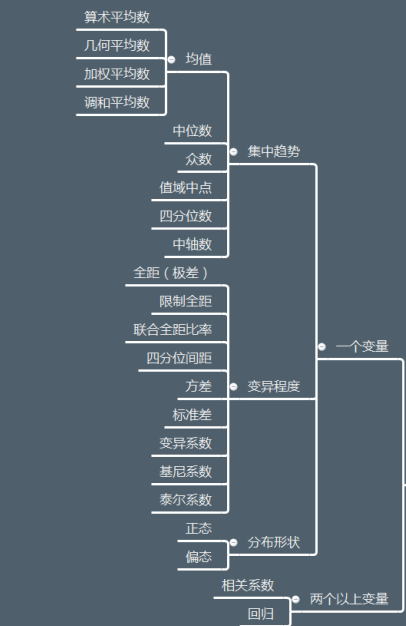 算术平均数
几何平均数
加权平均数
调和平均数
均值
中位数
众数
值域中点
四分位数
中轴数
集中趋势
全距（极差）
限制全距
联合全距比率
四分位间距
方差
标准差
变异系数
基尼系数
泰尔系数
变异程度
正态
偏态
分布形状
一个变量
相关系数
回归
两个以上变量